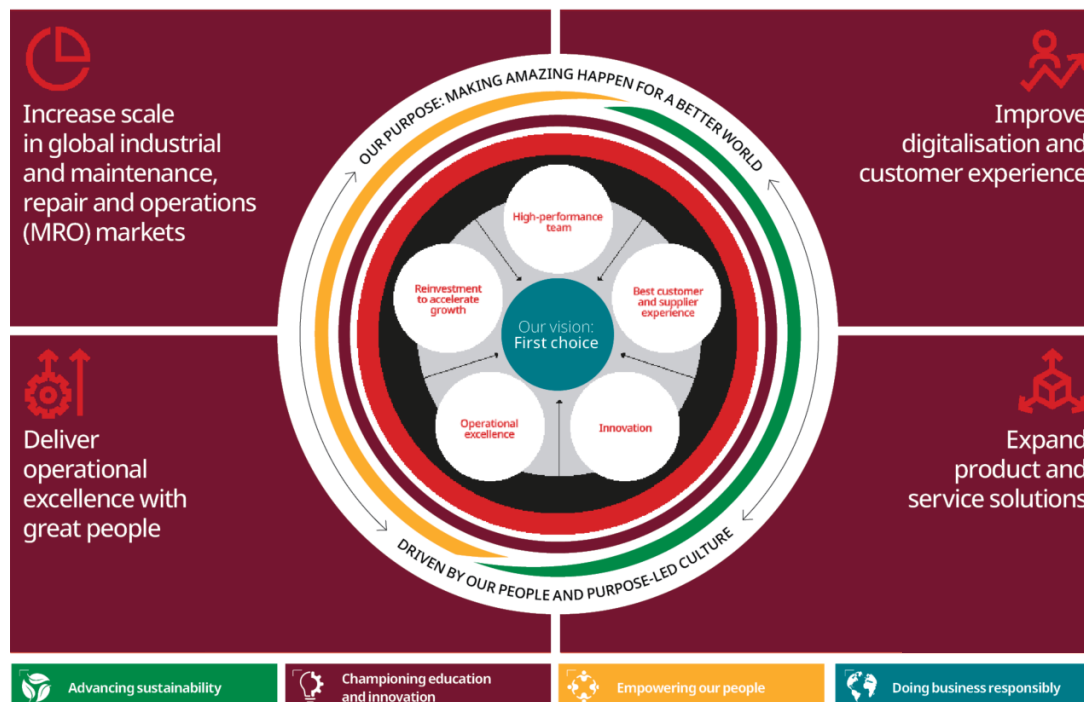 Increase scale
in global industrial
and maintenance,
repair and operations
(MRO) markets
OUR PURPOSE: MAKING AMAZING HAPPEN FOR A BETTER WORLD
Improve
digitalisation and
customer experience
High-performance
team
Reinvestment
to accelerate
growth
Best customer
and supplier
experience
Our vision:
First choice
Operational
excellence
Innovation
Deliver
operational
excellence with
great people
Expand
product and
service solutions
DRIVEN BY OUR PEOPLE AND PURPOSE-LED CULTURE
Advancing sustainability
Championing education
and innovation
Empowering our people
Doing business responsibly